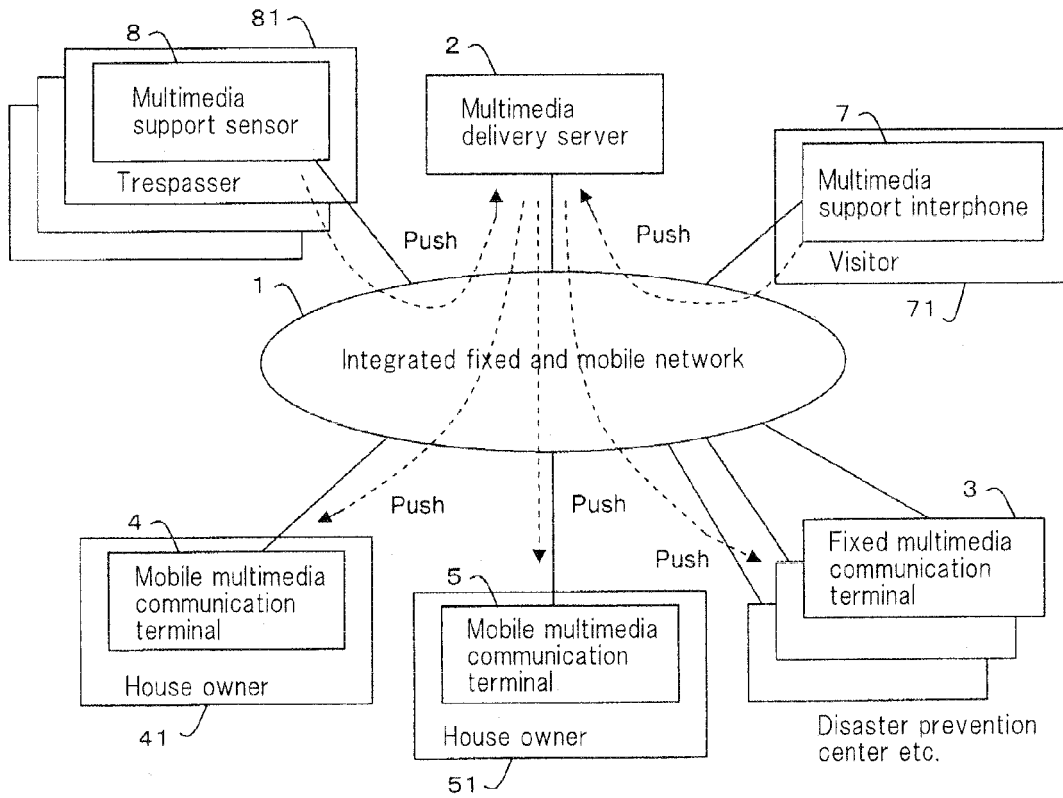 81
8
Multimedia
support sensor
Trespasser
2
Multimedia
delivery server
7
Multimedia
support interphone
Visitor
71
Push
Push
1
Integrated fixed and mobile network
4
Mobile multimedia
communication
terminal
House owner
41
Push
5
Mobile multimedia
communication
terminal
House owner
51
Push
Push
3
Fixed multimedia
communication
terminal
Disaster prevention
center etc.